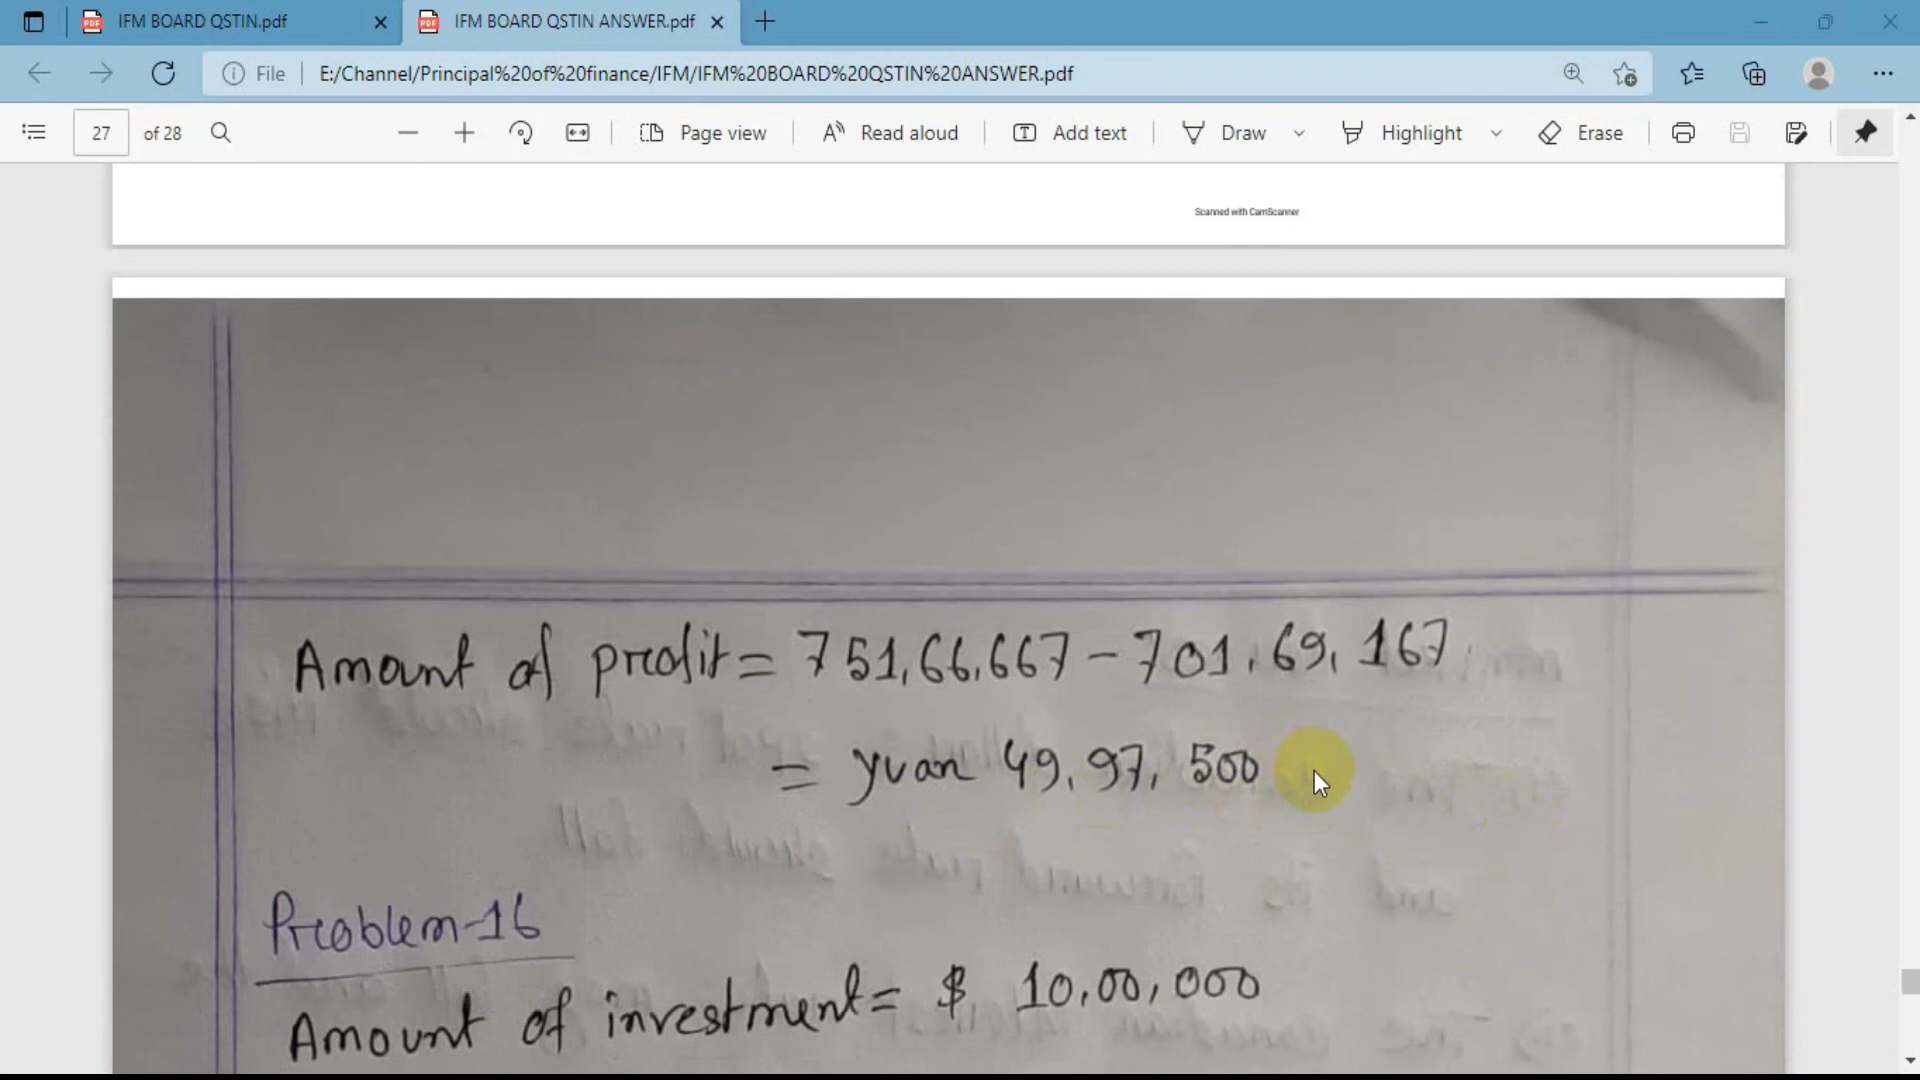 IFM BOARD QSTIN.pdf
IFM BOARD QSTIN ANSWER.pdf
File
E:/Channel/Principal%20of%20finance/IFM/IFM%20BOARD%20QSTIN%20ANSWER.pdf
27 of 28
Page view
Read aloud
Add text
Draw
Highlight
Erase
Scanned with CamScanner
Amount of profit = 751,66,667 - 701,69,167
= yuan 49,97,500
Problem-16
Amount of investment = $ 10,00,000